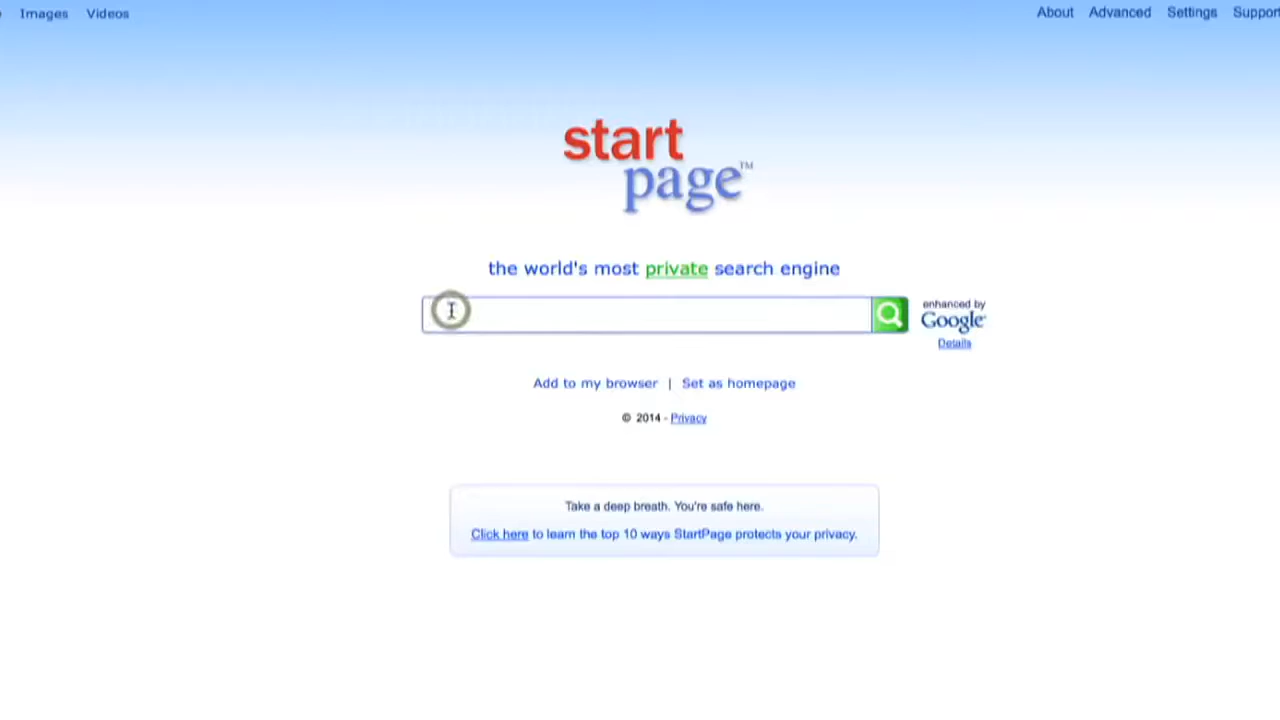 Images Videos About Advanced Settings Support
start
page™
the world's most private search engine
enhanced by
Google
Details
Add to my browser | Set as homepage
© 2014 - Privacy
Take a deep breath. You're safe here.
Click here to learn the top 10 ways StartPage protects your privacy.